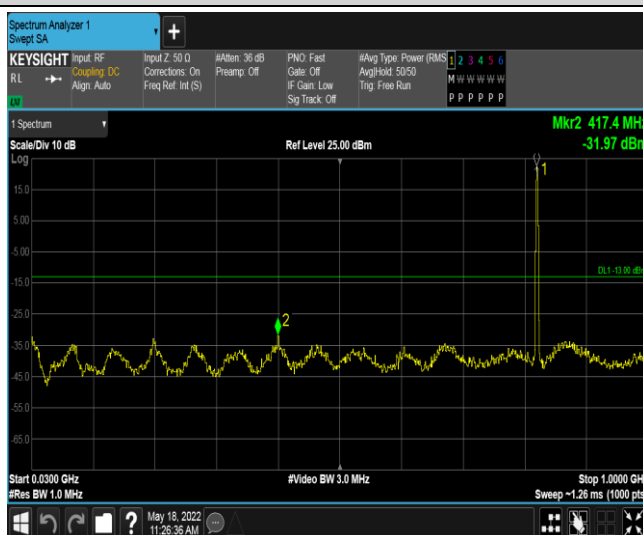 Spectrum Analyzer 1
Swept SA
+
KEYSIGHT
RL
Input: RF
Coupling: DC
Align: Auto
Input Z: 50 Ω
Corrections: On
Freq Ref: Int (S)
#Atten: 36 dB
Preamp: Off
PNO: Fast
Gate: Off
IF Gain: Low
Sig Track: Off
#Avg Type: Power (RMS
Avg|Hold: 50/50
Trig: Free Run
1 2 3 4 5 6
M W W W W W
P P P P P P
1 Spectrum
Mkr2 417.4 MHz
Scale/Div 10 dB
Ref Level 25.00 dBm
-31.97 dBm
Log
1
15.0
5.00
-5.00
DL1 -13.00 dBm
-15.0
2
-25.0
-35.0
-45.0
-55.0
-65.0
Start 0.0300 GHz
#Video BW 3.0 MHz
Stop 1.0000 GHz
#Res BW 1.0 MHz
Sweep ~1.26 ms (1000 pts)
?
May 18, 2022
11:26:36 AM